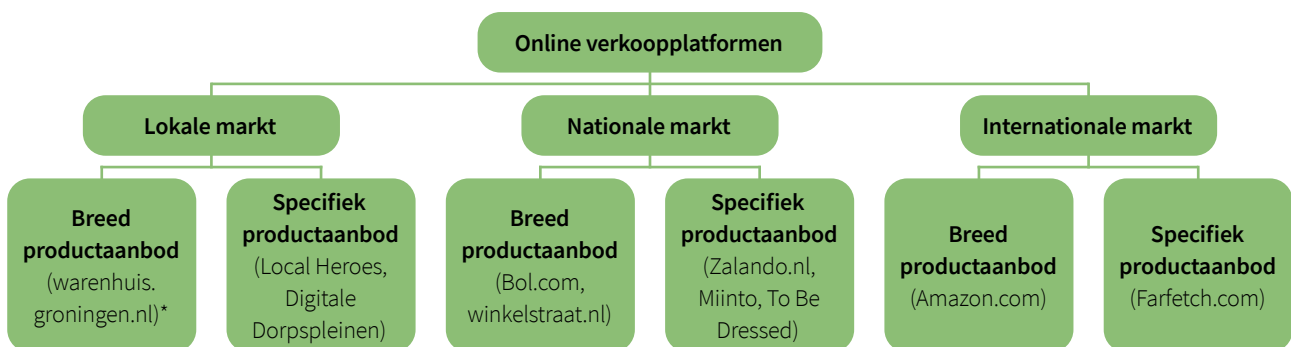 Online verkoopplatformen
Lokale markt
Nationale markt
Internationale markt
Breed
productaanbod
(warenhuis.
groningen.nl)*
Specifiek
productaanbod
(Local Heroes,
Digitale
Dorpspleinen)
Breed
productaanbod
(Bol.com,
winkelstraat.nl)
Specifiek
productaanbod
(Zalando.nl,
Miinto, To Be
Dressed)
Breed
productaanbod
(Amazon.com)
Specifiek
productaanbod
(Farfetch.com)